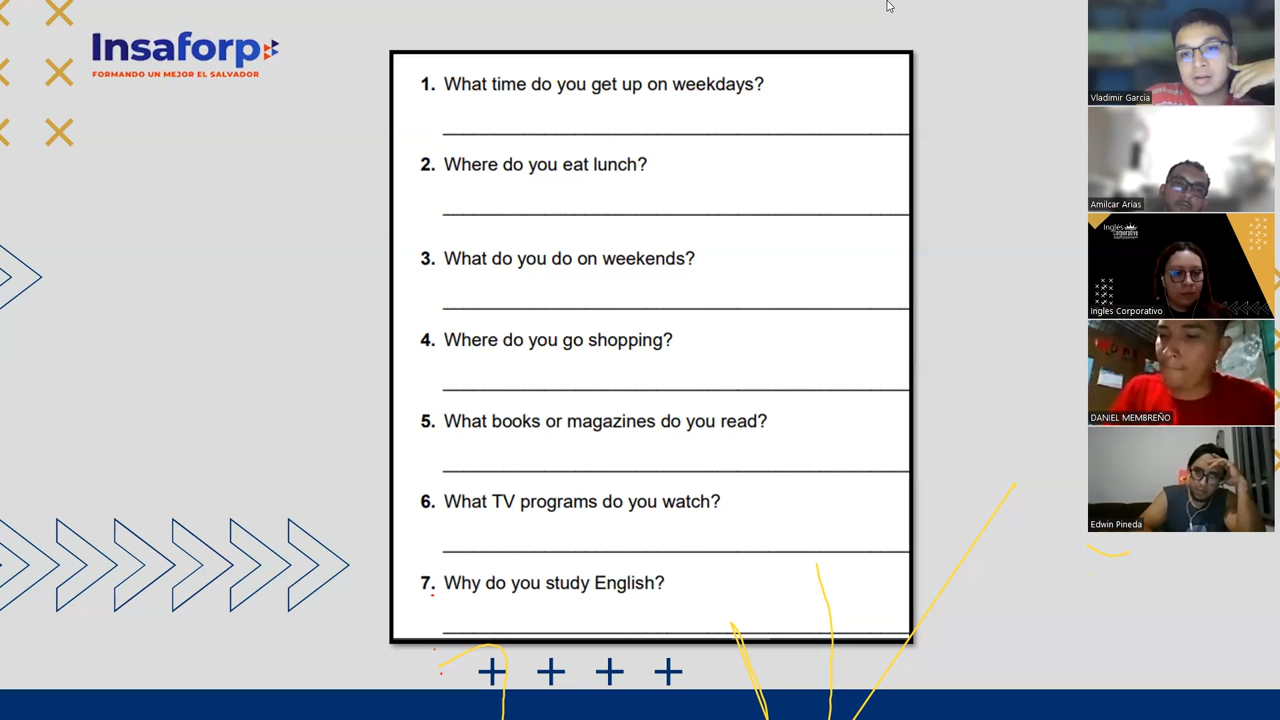 Insaforp
FORMANDO UN MEJOR EL SALVADOR
1. What time do you get up on weekdays?
2. Where do you eat lunch?
3. What do you do on weekends?
4. Where do you go shopping?
5. What books or magazines do you read?
6. What TV programs do you watch?
7. Why do you study English?
Vladimir Garcia
Amilcar Arias
Inglés
Corporativo
Ingles Corporativo
DANIEL MEMBREÑO
Edwin Pineda